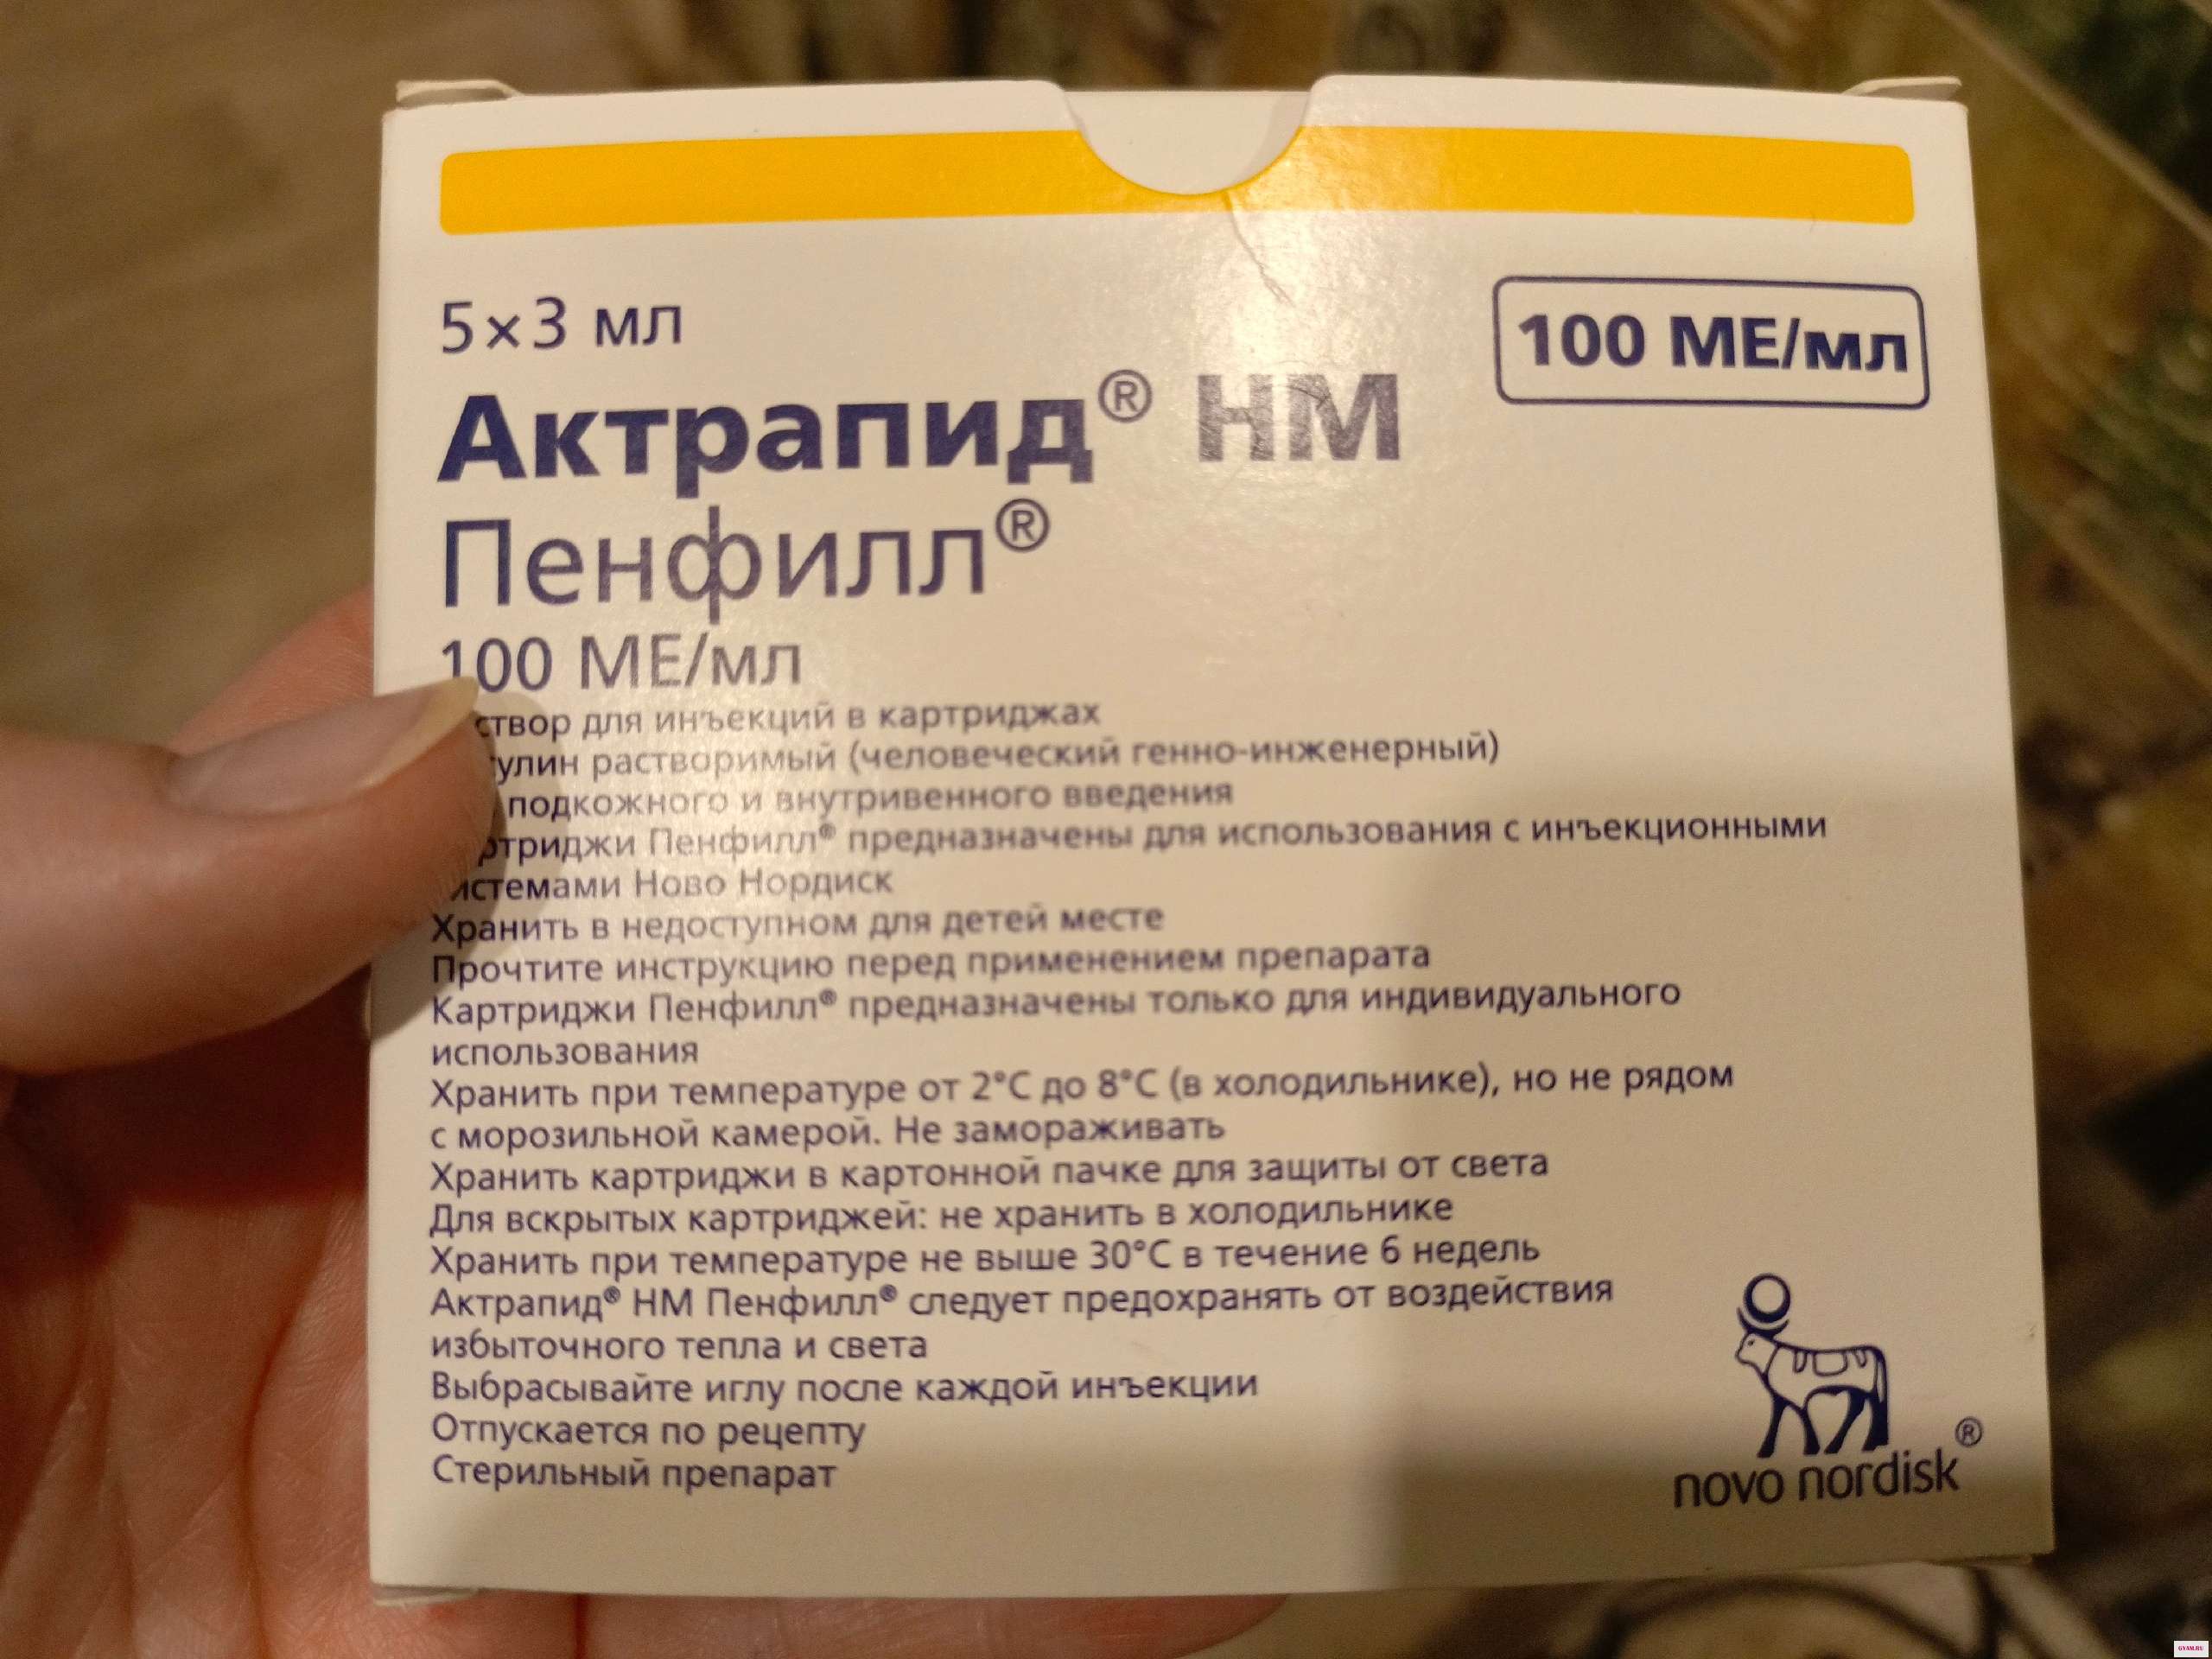 5×3 мл
100 МЕ/мл
Актрапид® НМ
Пенфилл®
100 МЕ/мл
для инъекций в картриджах
растворимый (человеческий генно-инженерный)
подкожного и внутривенного введения
Пенфилл® предназначены для использования с инъекционными
Ново Нордиск
Хранить в недоступном для детей месте
Прочтите инструкцию перед применением препарата
Картриджи Пенфилл® предназначены только для индивидуального
использования
Хранить при температуре от 2°C до 8°C (в холодильнике), но не рядом
с морозильной камерой. Не замораживать
Хранить картриджи в картонной пачке для защиты от света
Для вскрытых картриджей: не хранить в холодильнике
Хранить при температуре не выше 30°C в течение 6 недель
Актрапид® НМ Пенфилл® следует предохранять от воздействия
избыточного тепла и света
Выбрасывайте иглу после каждой инъекции
Отпускается по рецепту
Стерильный препарат
novo nordisk®